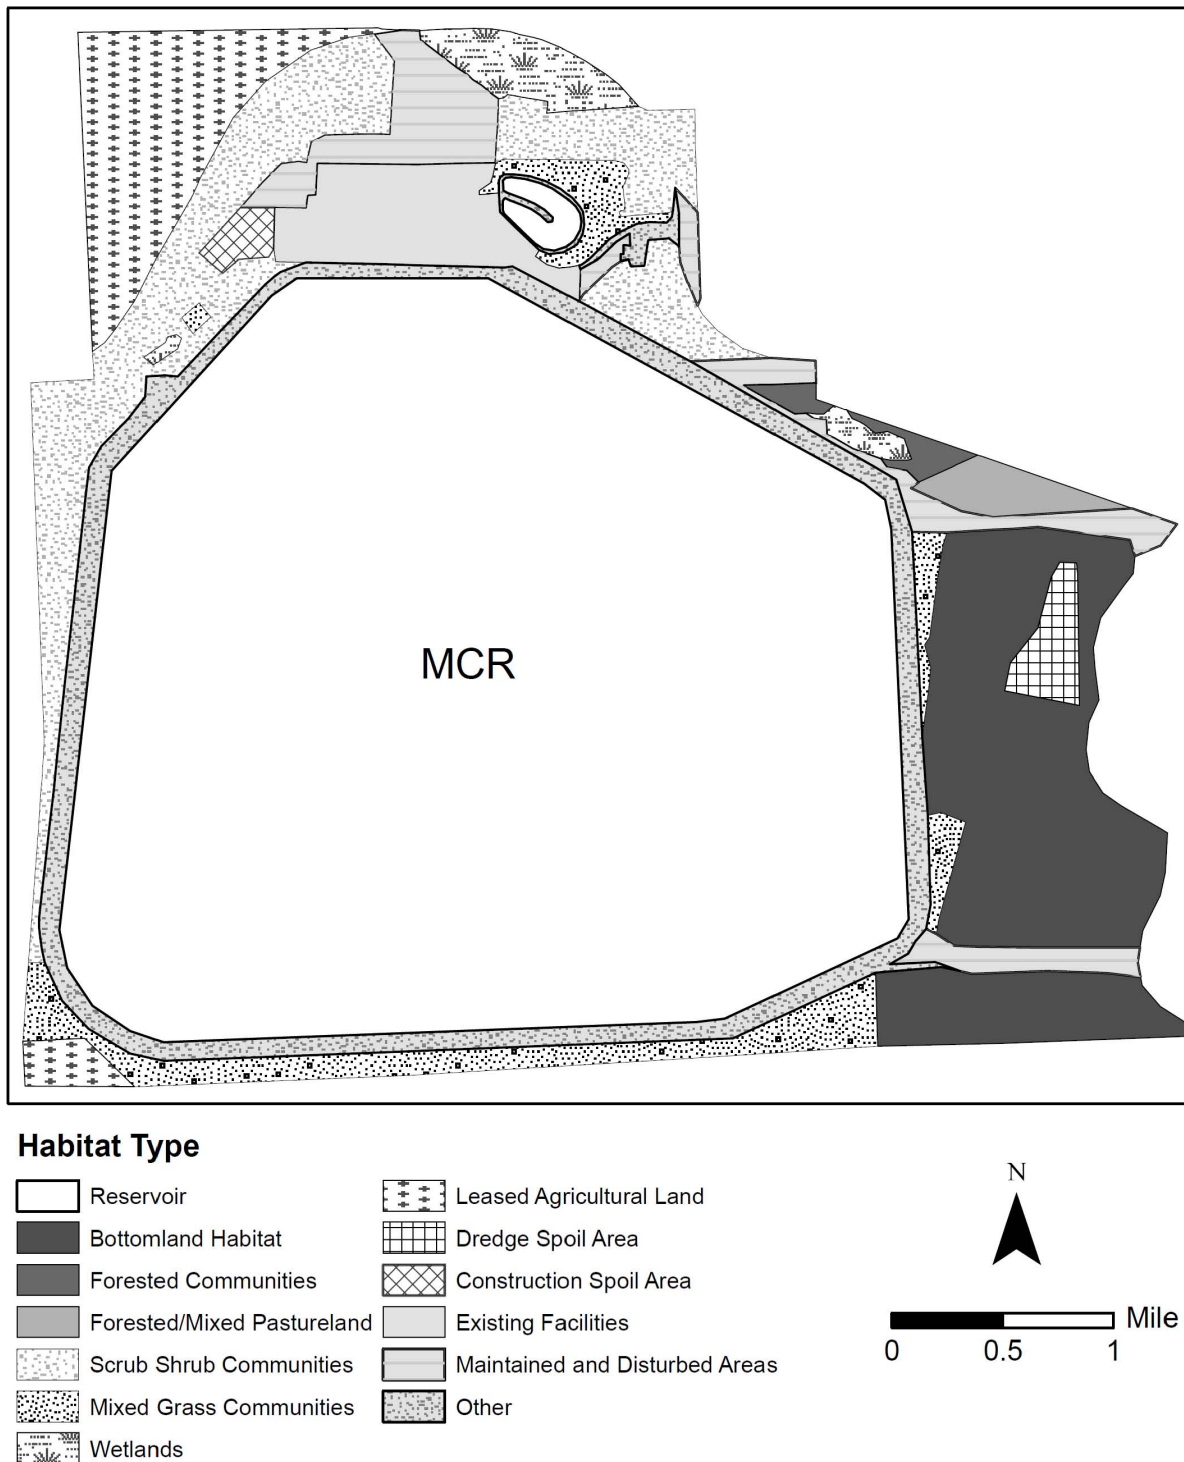 MCR
Habitat Type
Reservoir
Bottomland Habitat
Forested Communities
Forested/Mixed Pastureland
Scrub Shrub Communities
Mixed Grass Communities
Wetlands
Leased Agricultural Land
Dredge Spoil Area
Construction Spoil Area
Existing Facilities
Maintained and Disturbed Areas
Other
N
Mile
0 0.5 1